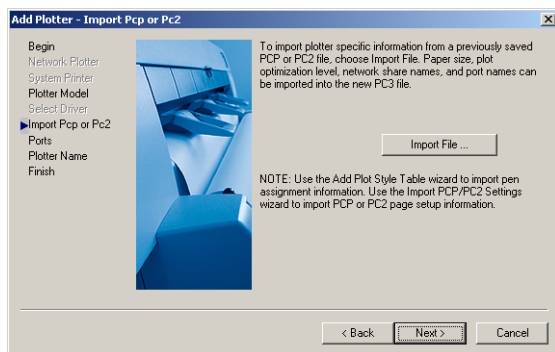 Add Plotter - Import Pcp or Pc2
Begin
Network Plotter
System Printer
Plotter Model
Select Driver
Import Pcp or Pc2
Ports
Plotter Name
Finish
To import plotter specific information from a previously saved
PCP or PC2 file, choose Import File. Paper size, plot
optimization level, network share names, and port names can
be imported into the new PC3 file.
Import File ...
NOTE: Use the Add Plot Style Table wizard to import pen
assignment information. Use the Import PCP/PC2 Settings
wizard to import PCP or PC2 page setup information.
< Back
Next >
Cancel